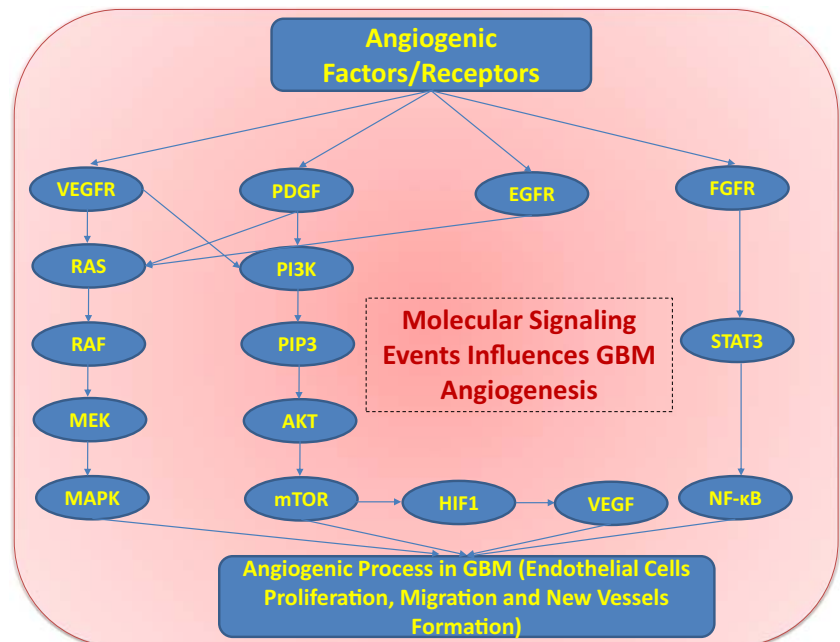 Angiogenic
Factors/Receptors
VEGFR
PDGF
EGFR
FGFR
RAS
PI3K
RAF
PIP3
Molecular Signaling
Events Influences GBM
Angiogenesis
STAT3
MEK
AKT
MAPK
mTOR
HIF1
VEGF
NF-κB
Angiogenic Process in GBM (Endothelial Cells
Proliferation, Migration and New Vessels
Formation)